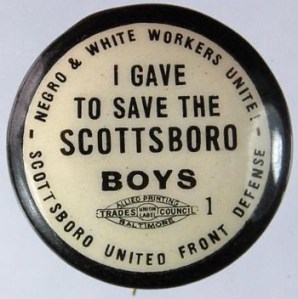 - NEGRO & WHITE WORKERS UNITE! -
I GAVE
TO SAVE THE
SCOTTSBORO
BOYS
ALLIED PRINTING
TRADES UNION LABEL COUNCIL 1
BALTIMORE
SCOTTSBORO UNITED FRONT DEFENSE